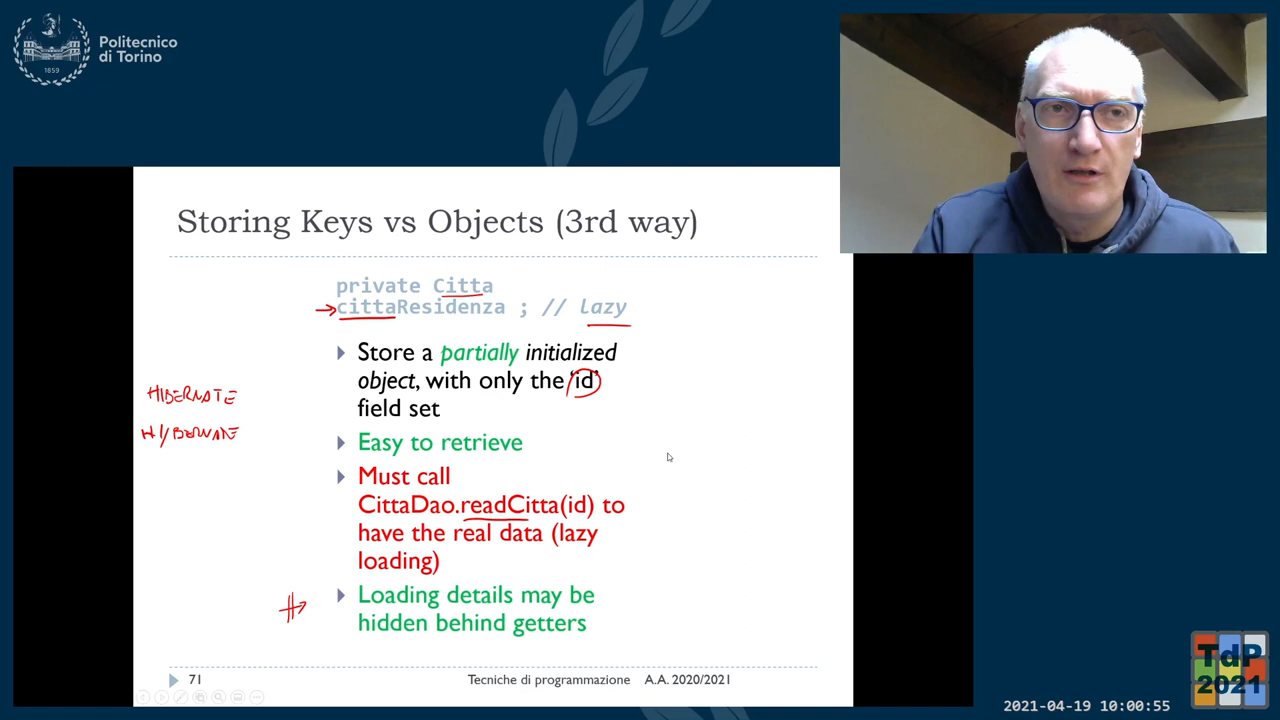 Politecnico
di Torino
1859
Storing Keys vs Objects (3rd way)
private Citta
cittaResidenza ; // lazy
Store a partially initialized
object, with only the 'id'
field set
HIBERNATE
HIBERNATE
Easy to retrieve
Must call
CittaDao.readCitta(id) to
have the real data (lazy
loading)
Loading details may be
hidden behind getters
71
Tecniche di programmazione A.A. 2020/2021
TdP
2021
2021-04-19 10:00:55